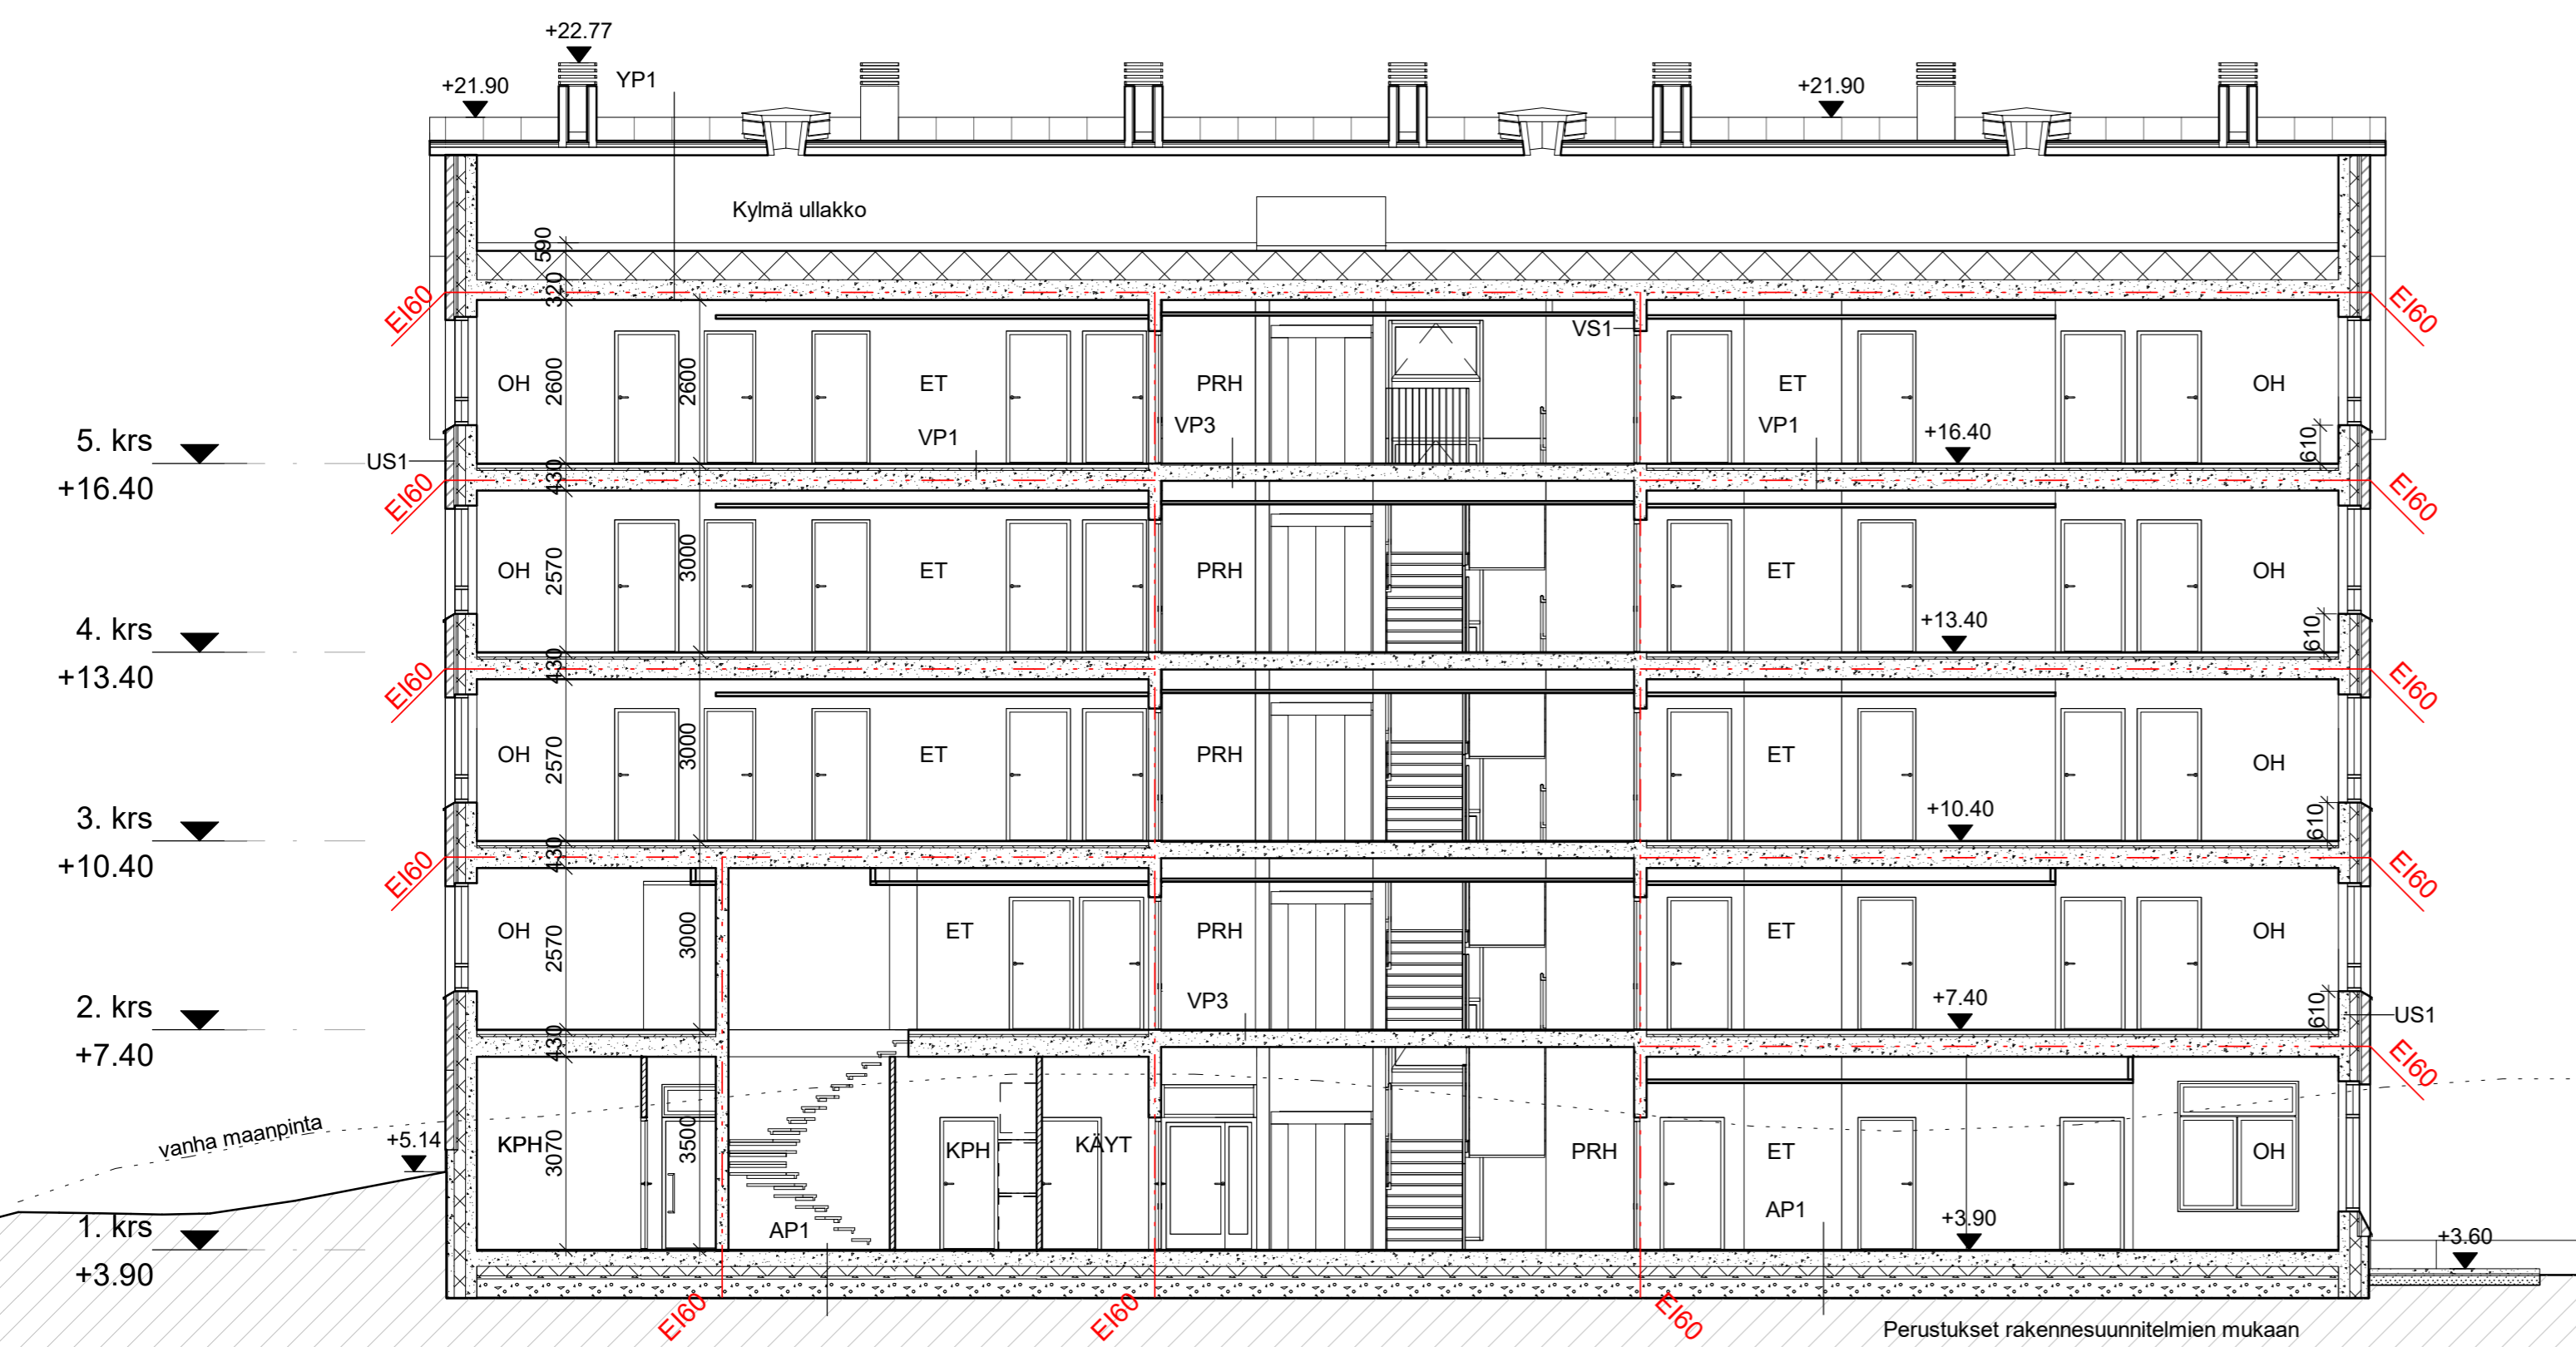 +22.77
+21.90
YP1
+21.90
Kylmä ullakko
590
320
EI60
EI60
VS1
OH
2600
2600
ET
PRH
ET
OH
VP1
VP3
VP1
+16.40
610
5. krs
+16.40
US1
430
EI60
EI60
OH
2570
3000
ET
PRH
ET
OH
+13.40
610
4. krs
+13.40
430
EI60
EI60
OH
2570
3000
ET
PRH
ET
OH
+10.40
610
3. krs
+10.40
430
EI60
EI60
OH
2570
3000
ET
PRH
ET
OH
VP3
+7.40
610
US1
2. krs
+7.40
430
EI60
vanha maanpinta
+5.14
KPH
3070
3500
KPH
KÄYT
PRH
ET
OH
AP1
AP1
+3.90
+3.60
1. krs
+3.90
EI60
EI60
EI60
Perustukset rakennesuunnitelmien mukaan